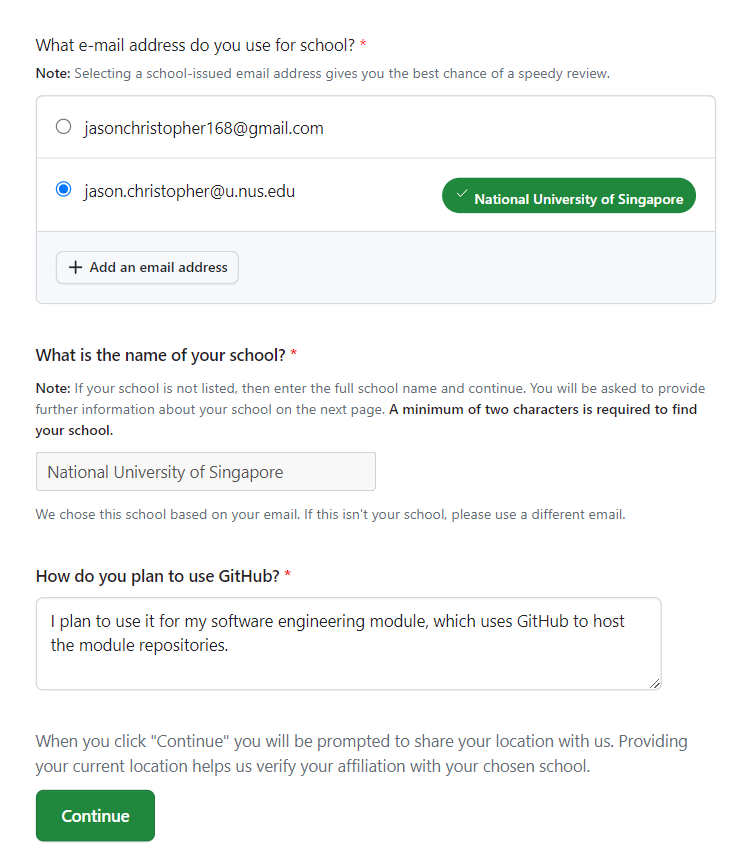 What e-mail address do you use for school? *
Note: Selecting a school-issued email address gives you the best chance of a speedy review.
jasonchristopher168@gmail.com
jason.christopher@u.nus.edu
National University of Singapore
Add an email address
What is the name of your school? *
Note: If your school is not listed, then enter the full school name and continue. You will be asked to provide
further information about your school on the next page. A minimum of two characters is required to find
your school.
National University of Singapore
We chose this school based on your email. If this isn't your school, please use a different email.
How do you plan to use GitHub? *
I plan to use it for my software engineering module, which uses GitHub to host
the module repositories.
When you click "Continue" you will be prompted to share your location with us. Providing
your current location helps us verify your affiliation with your chosen school.
Continue